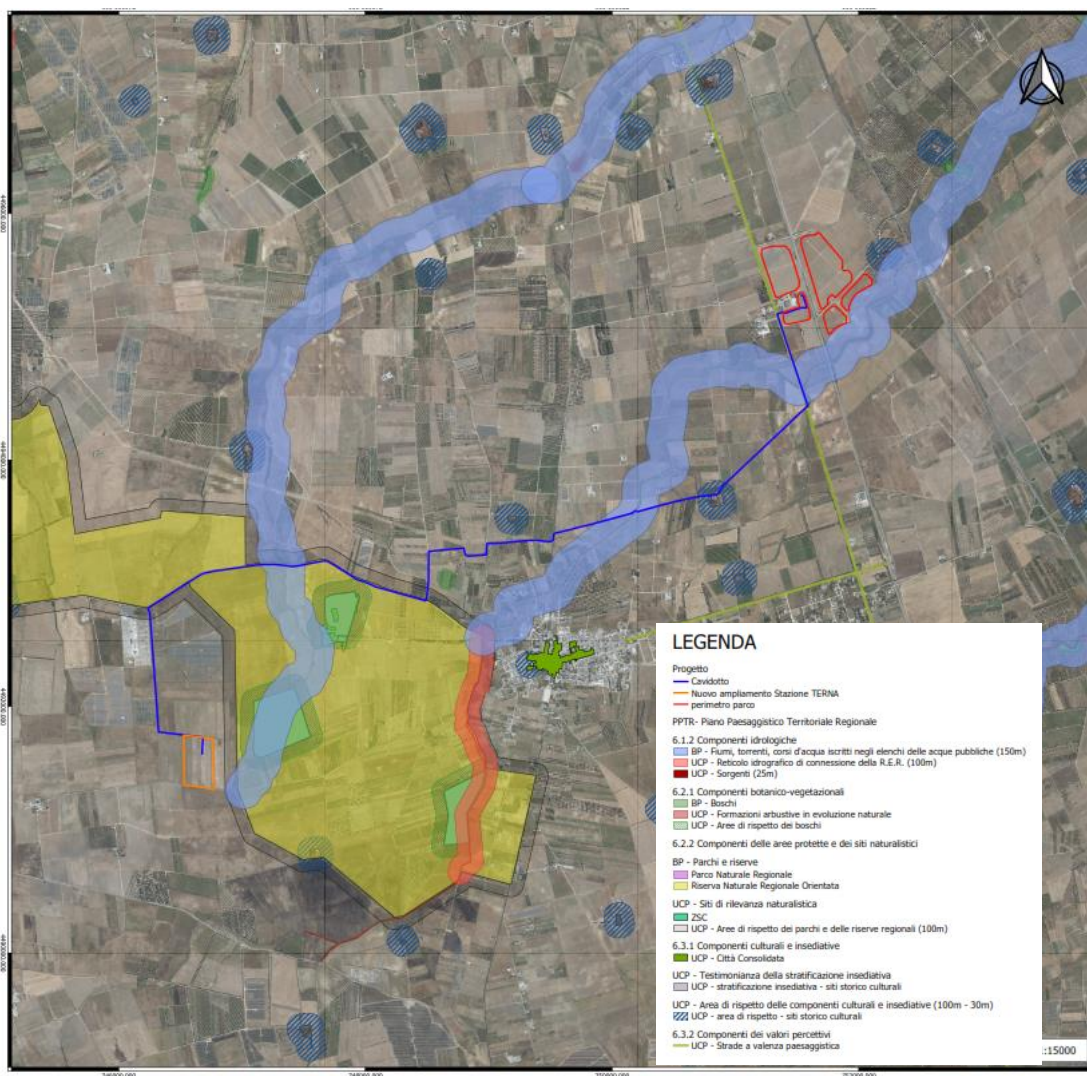 LEGENDA
Progetto
Cavidotto
Nuovo ampliamento Stazione TERNA
perimetro parco
PPTR- Piano Paesaggistico Territoriale Regionale
6.1.2 Componenti idrologiche
BP - Fiumi, torrenti, corsi d'acqua iscritti negli elenchi delle acque pubbliche (150m)
UCP - Reticolo idrografico di connessione della R.E.R. (100m)
UCP - Sorgenti (25m)
6.2.1 Componenti botanico-vegetazionali
BP - Boschi
UCP - Formazioni arbustive in evoluzione naturale
UCP - Aree di rispetto dei boschi
6.2.2 Componenti delle aree protette e dei siti naturalistici
BP - Parchi e riserve
Parco Naturale Regionale
Riserva Naturale Regionale Orientata
UCP - Siti di rilevanza naturalistica
ZSC
UCP - Aree di rispetto dei parchi e delle riserve regionali (100m)
6.3.1 Componenti culturali e insediative
UCP - Città Consolidata
UCP - Testimonianza della stratificazione insediativa
UCP - stratificazione insediativa - siti storico culturali
UCP - Area di rispetto delle componenti culturali e insediative (100m - 30m)
UCP - area di rispetto - siti storico culturali
6.3.2 Componenti dei valori percettivi
UCP - Strade a valenza paesaggistica
:15000